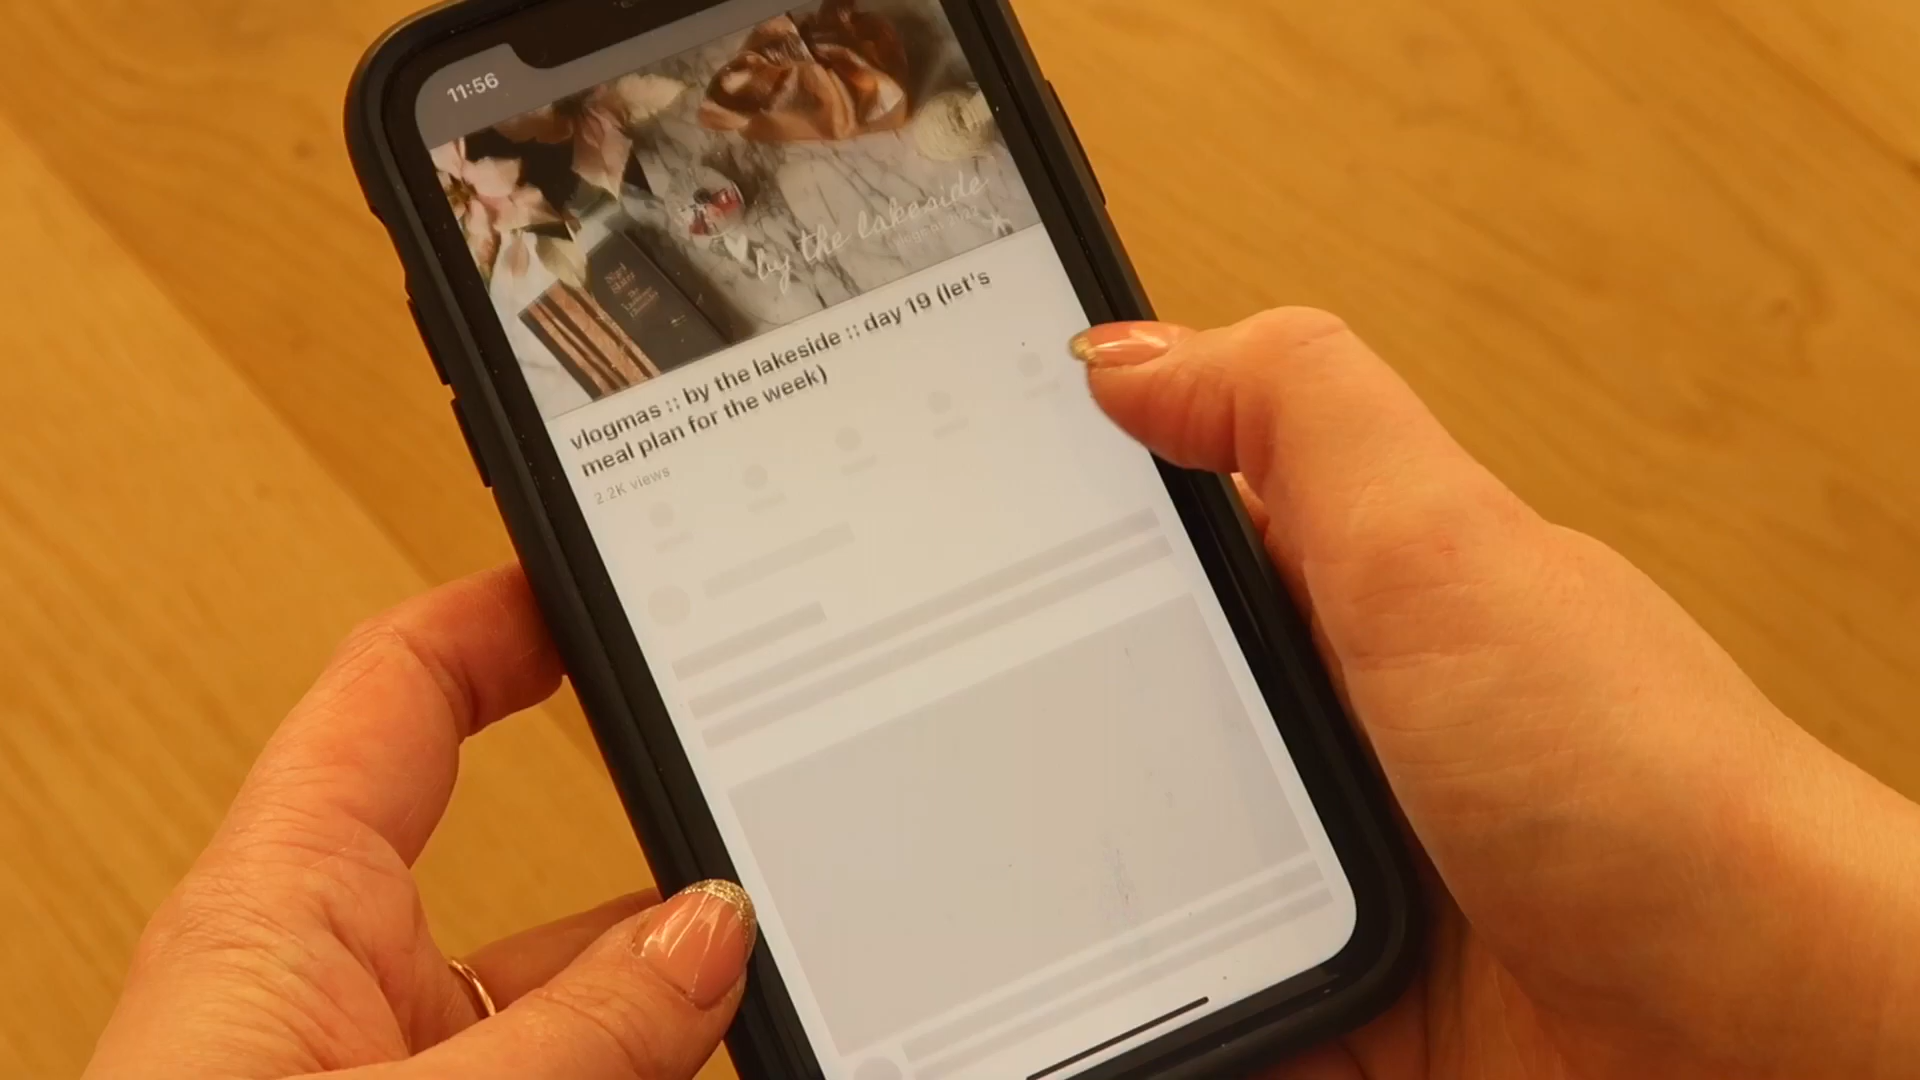 11:56
by the lakeside
vlogmas :: by the lakeside :: day 19 (let's
meal plan for the week)
2.2K views